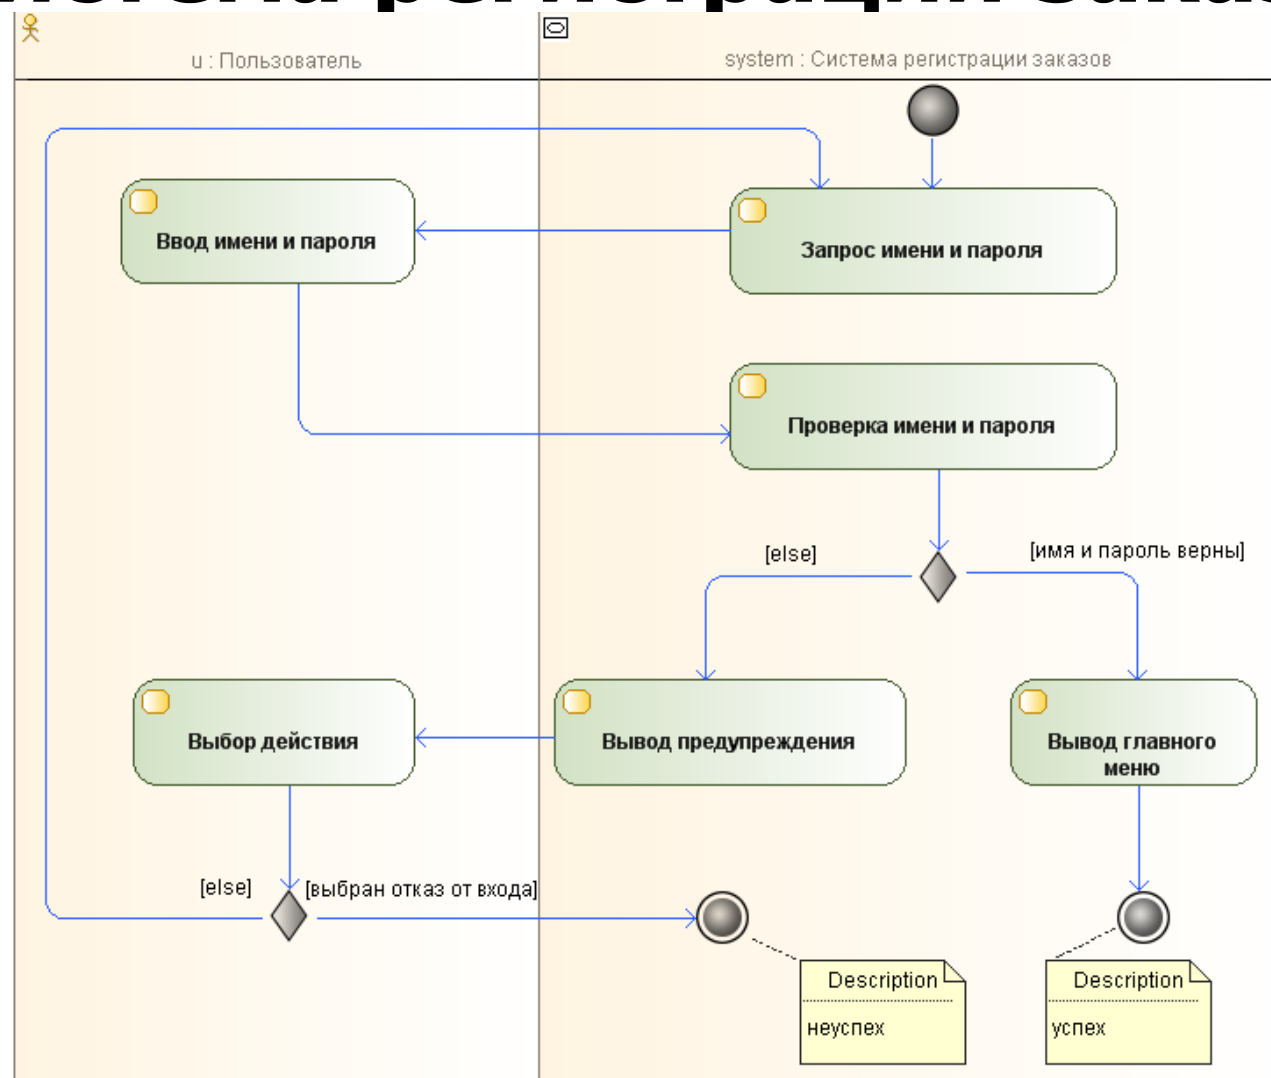 u : Пользователь
system : Система регистрации заказов
Ввод имени и пароля
Запрос имени и пароля
Проверка имени и пароля
[else]
[имя и пароль верны]
Выбор действия
Вывод предупреждения
Вывод главного
меню
[else]
[выбран отказ от входа]
Description
неуспех
Description
успех